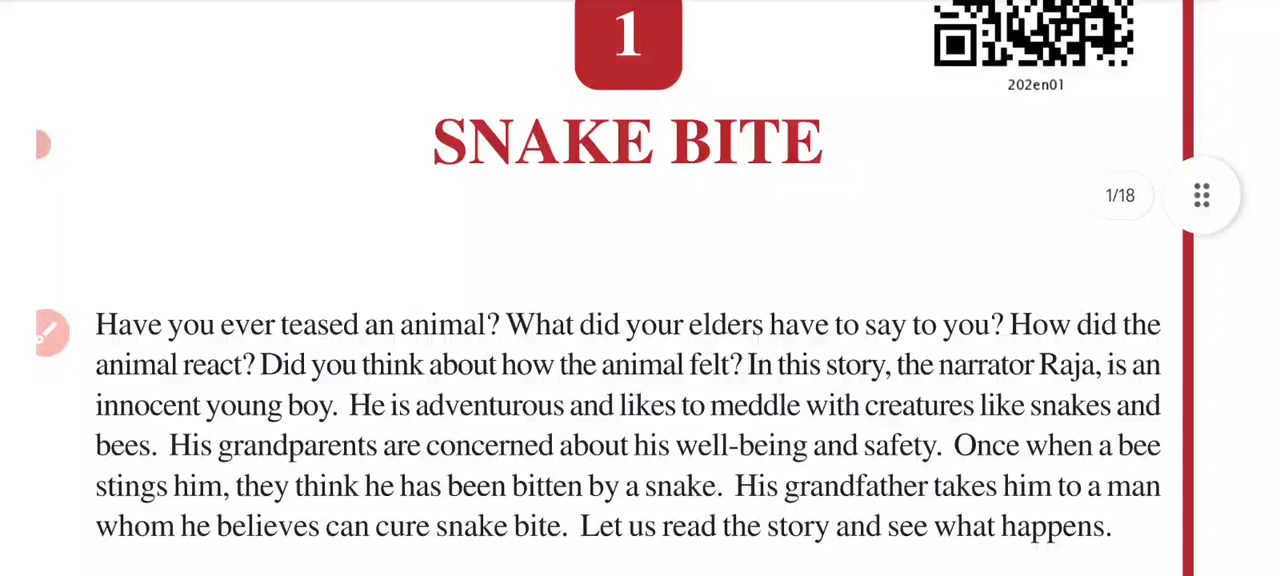 1
202en01
SNAKE BITE
1/18
Have you ever teased an animal? What did your elders have to say to you? How did the
animal react? Did you think about how the animal felt? In this story, the narrator Raja, is an
innocent young boy. He is adventurous and likes to meddle with creatures like snakes and
bees. His grandparents are concerned about his well-being and safety. Once when a bee
stings him, they think he has been bitten by a snake. His grandfather takes him to a man
whom he believes can cure snake bite. Let us read the story and see what happens.